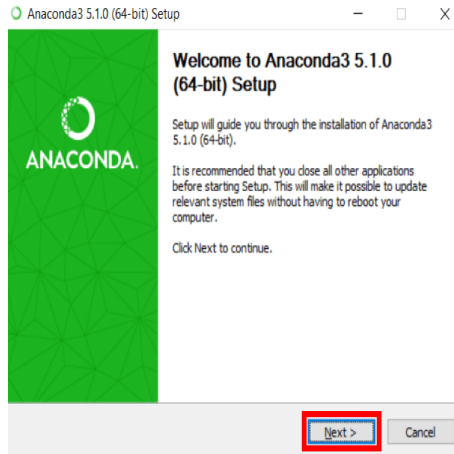 Anaconda3 5.1.0 (64-bit) Setup
Welcome to Anaconda3 5.1.0
(64-bit) Setup
Setup will guide you through the installation of Anaconda3
5.1.0 (64-bit).
It is recommended that you close all other applications
before starting Setup. This will make it possible to update
relevant system files without having to reboot your
computer.
Click Next to continue.
ANACONDA.
Next >
Cancel